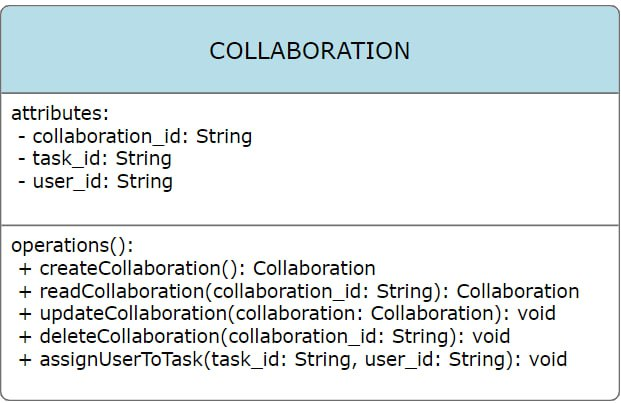 COLLABORATION
attributes:
- collaboration_id: String
- task_id: String
- user_id: String
operations():
+ createCollaboration(): Collaboration
+ readCollaboration(collaboration_id: String): Collaboration
+ updateCollaboration(collaboration: Collaboration): void
+ deleteCollaboration(collaboration_id: String): void
+ assignUserToTask(task_id: String, user_id: String): void